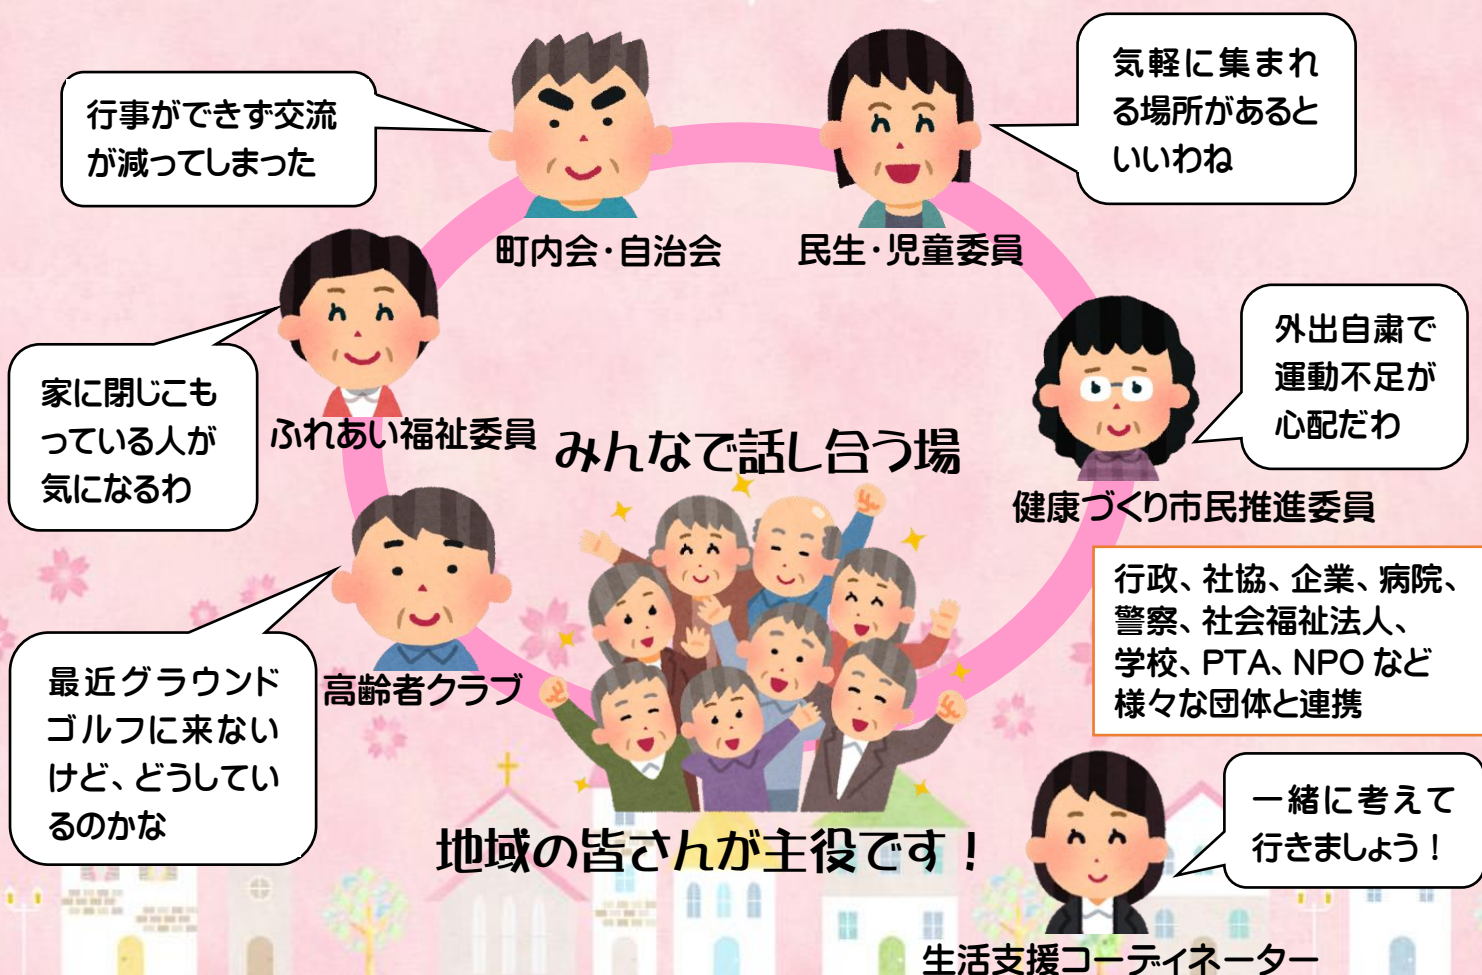 行事ができず交流
が減ってしまった
気軽に集まれ
る場所があると
いいわね
町内会・自治会
民生・児童委員
家に閉じこも
っている人が
気になるわ
ふれあい福祉委員
外出自粛で
運動不足が
心配だわ
健康づくり市民推進委員
みんなで話し合う場
最近グラウンド
ゴルフに来ない
けど、どうしてい
るのかな
高齢者クラブ
行政、社協、企業、病院、
警察、社会福祉法人、
学校、PTA、NPO など
様々な団体と連携
地域の皆さんが主役です！
一緒に考えて
行きましょう！
生活支援コーディネーター